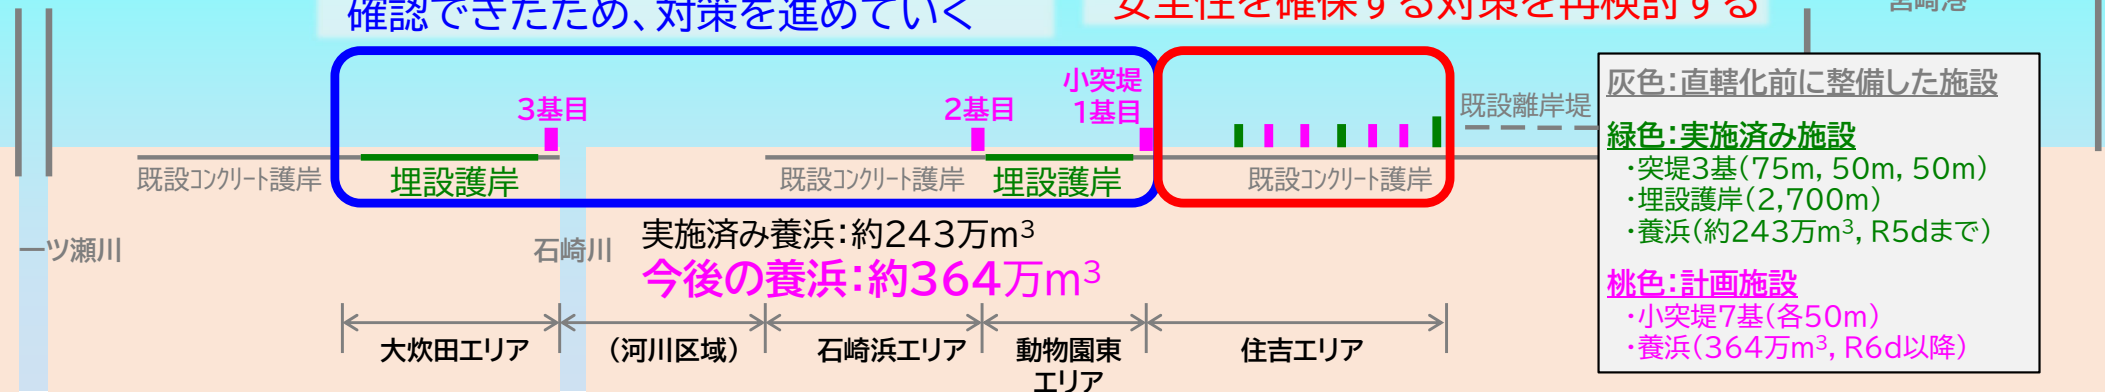 確認できたため、対策を進めていく
安全性を確保する対策を再検討する
宮崎港
小突堤
1基目
3基目
2基目
既設離岸堤
既設コンクリート護岸
埋設護岸
既設コンクリート護岸
埋設護岸
既設コンクリート護岸
一ツ瀬川
石崎川
実施済み養浜：約243万m3
今後の養浜：約364万m3
大炊田エリア
（河川区域）
石崎浜エリア
動物園東
エリア
住吉エリア
灰色：直轄化前に整備した施設
緑色：実施済み施設
・突堤3基(75m, 50m, 50m)
・埋設護岸(2,700m)
・養浜(約243万m3, R5dまで)
桃色：計画施設
・小突堤7基(各50m)
・養浜(364万m3, R6d以降)